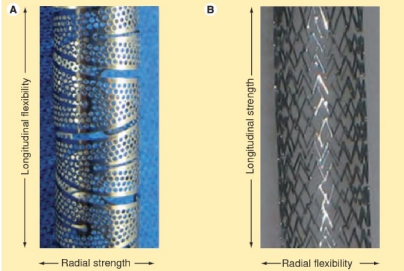 A
Longitudinal flexibility
Radial strength
B
Longitudinal strength
Radial flexibility